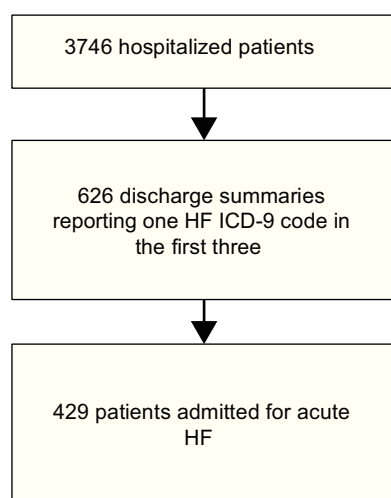 3746 hospitalized patients
626 discharge summaries
reporting one HF ICD-9 code in
the first three
429 patients admitted for acute
HF